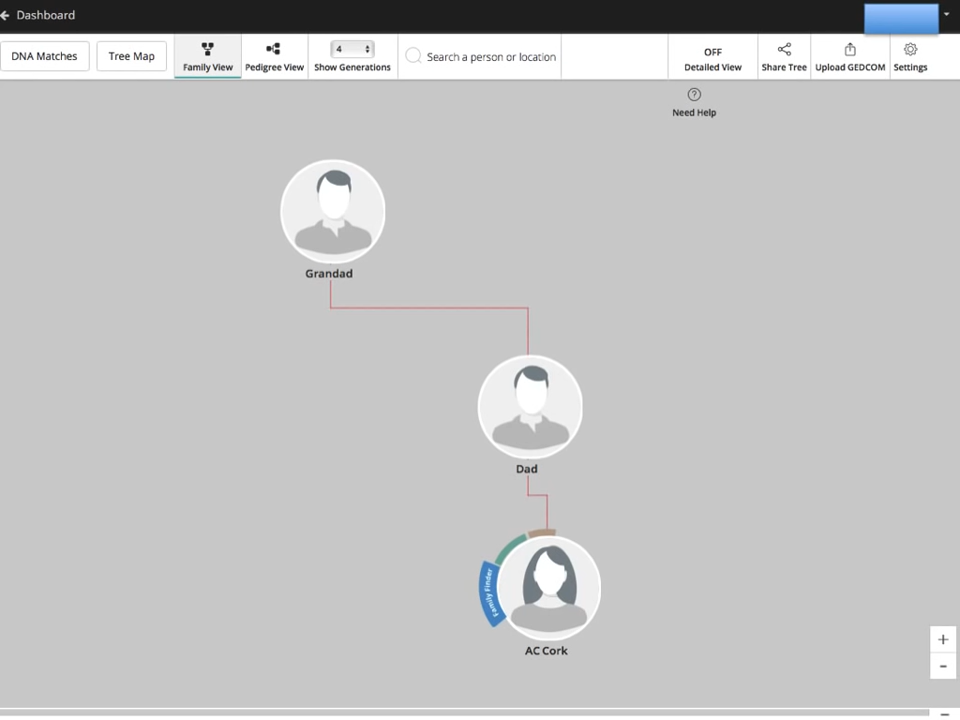 Dashboard
DNA Matches
Tree Map
Family View
Pedigree View
4
Show Generations
Search a person or location
OFF
Detailed View
Share Tree
Upload GEDCOM
Settings
Need Help
Grandad
Dad
Family Finder
AC Cork